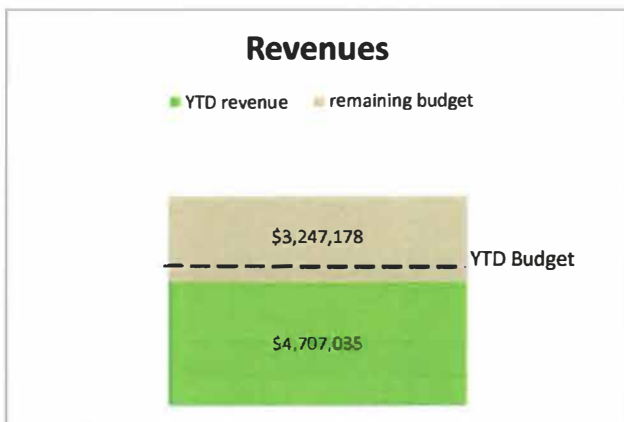 Revenues
YTD revenue remaining budget
$3,247,178
YTD Budget
$4,707,035